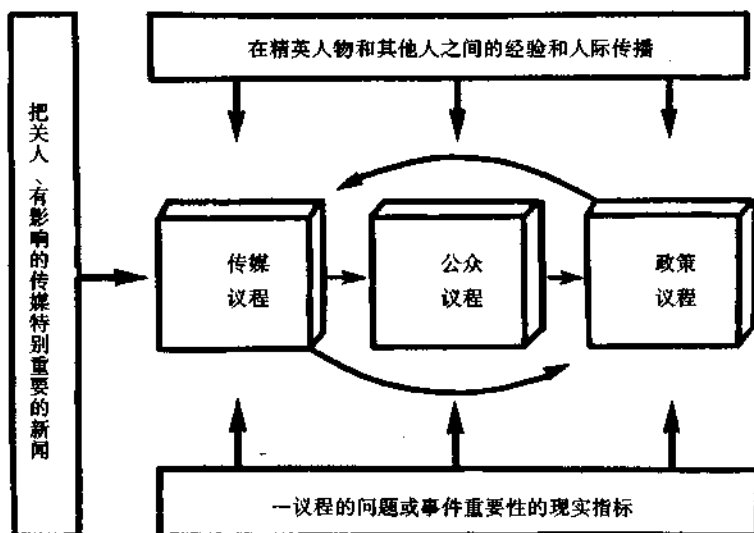 在精英人物和其他人之间的经验和人际传播
把关人、有影响的传媒特别重要的新闻
传媒
议程
公众
议程
政策
议程
一议程的问题或事件重要性的现实指标